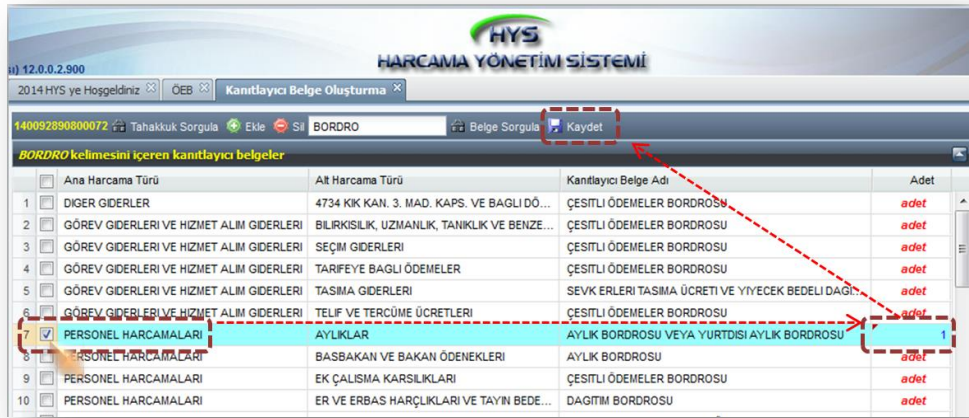 HYS
HARCAMA YÖNETİM SİSTEMİ
ıı) 12.0.0.2.900
2014 HYS ye Hoşgeldiniz ÖEB Kanıtlayıcı Belge Oluşturma
140092890800072 Tahakkuk Sorgula Ekle Sil BORDRO Belge Sorgula Kaydet
BORDRO kelimesini içeren kanıtlayıcı belgeler
Ana Harcama Türü Alt Harcama Türü Kanıtlayıcı Belge Adı Adet
1 DIGER GIDERLER 4734 KIK KAN. 3. MAD. KAPS. VE BAGLI DÖ... ÇESITLI ÖDEMELER BORDROSU adet
2 GÖREV GIDERLERI VE HIZMET ALIM GIDERLERI BILIRKISILIK, UZMANLIK, TANIKLIK VE BENZE... ÇESITLI ÖDEMELER BORDROSU adet
3 GÖREV GIDERLERI VE HIZMET ALIM GIDERLERI SEÇIM GIDERLERI ÇESITLI ÖDEMELER BORDROSU adet
4 GÖREV GIDERLERI VE HIZMET ALIM GIDERLERI TARIFEYE BAGLI ÖDEMELER ÇESITLI ÖDEMELER BORDROSU adet
5 GÖREV GIDERLERI VE HIZMET ALIM GIDERLERI TASIMA GIDERLERI SEVK ERLERI TASIMA ÜCRETI VE YIYECEK BEDELI DAGI... adet
6 GÖREV GIDERLERI VE HIZMET ALIM GIDERLERI TELIF VE TERCÜME ÜCRETLERI ÇESITLI ÖDEMELER BORDROSU adet
7 PERSONEL HARCAMALARI AYLIKLAR AYLIK BORDROSU VEYA YURTDISI AYLIK BORDROSU 1
8 PERSONEL HARCAMALARI BASBAKAN VE BAKAN ÖDENEKLERI AYLIK BORDROSU adet
9 PERSONEL HARCAMALARI EK ÇALISMA KARSILIKLARI ÇESITLI ÖDEMELER BORDROSU adet
10 PERSONEL HARCAMALARI ER VE ERBAS HARÇLIKLARI VE TAYIN BEDE... DAGITIM BORDROSU adet